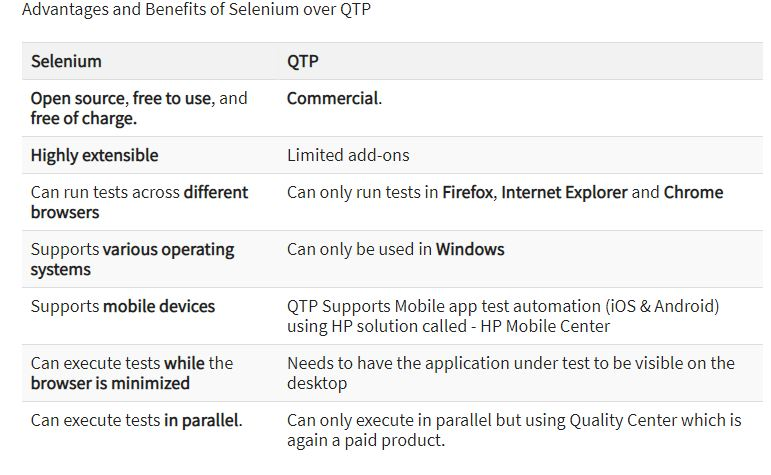 Advantages and Benefits of Selenium over QTP
Selenium QTP
Open source, free to use, and
free of charge.
Commercial.
Highly extensible
Limited add-ons
Can run tests across different
browsers
Can only run tests in Firefox, Internet Explorer and Chrome
Supports various operating
systems
Can only be used in Windows
Supports mobile devices
QTP Supports Mobile app test automation (iOS & Android)
using HP solution called - HP Mobile Center
Can execute tests while the
browser is minimized
Needs to have the application under test to be visible on the
desktop
Can execute tests in parallel.
Can only execute in parallel but using Quality Center which is
again a paid product.